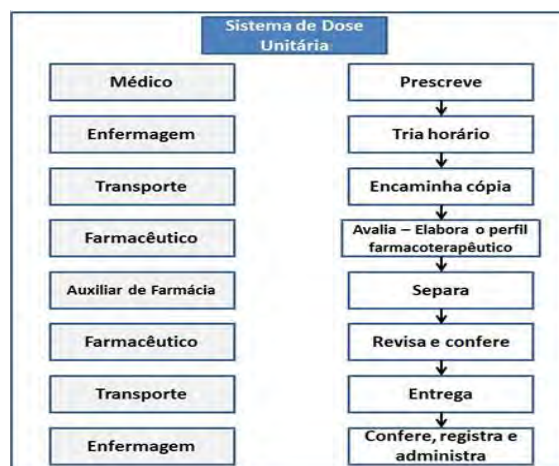 Sistema de Dose
Unitária
Médico
Prescreve
Enfermagem
Tria horário
Transporte
Encaminha cópia
Farmacêutico
Avalia – Elabora o perfil
farmacoterapêutico
Auxiliar de Farmácia
Separa
Farmacêutico
Revisa e confere
Transporte
Entrega
Enfermagem
Confere, registra e
administra